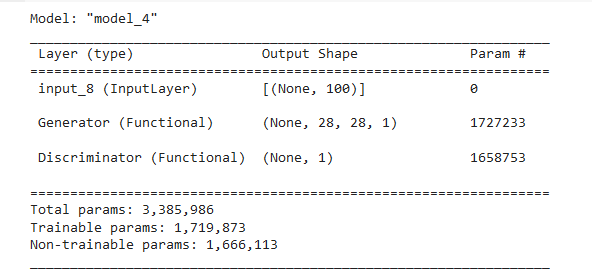 Model: "model_4"
_________________________________________________________________
Layer (type) Output Shape Param #
=================================================================
input_8 (InputLayer) [(None, 100)] 0
Generator (Functional) (None, 28, 28, 1) 1727233
Discriminator (Functional) (None, 1) 1658753
=================================================================
Total params: 3,385,986
Trainable params: 1,719,873
Non-trainable params: 1,666,113
_________________________________________________________________